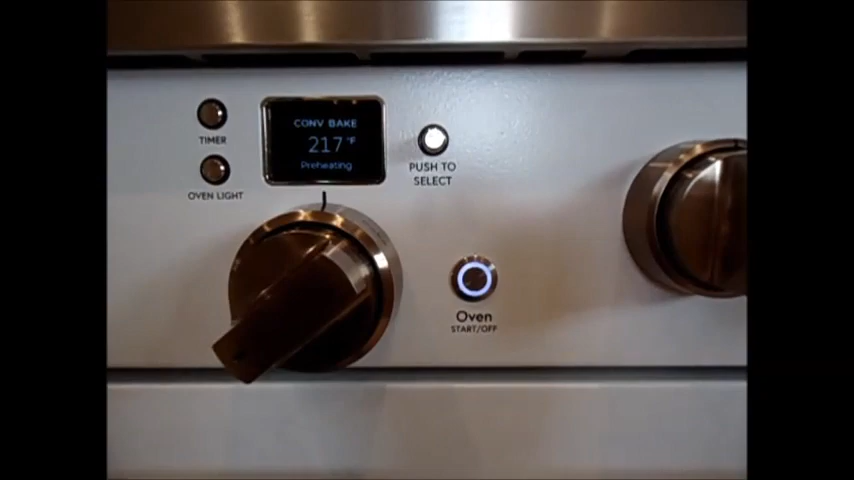 CONV BAKE
217 °F
Preheating
TIMER
OVEN LIGHT
PUSH TO
SELECT
Oven
START/OFF